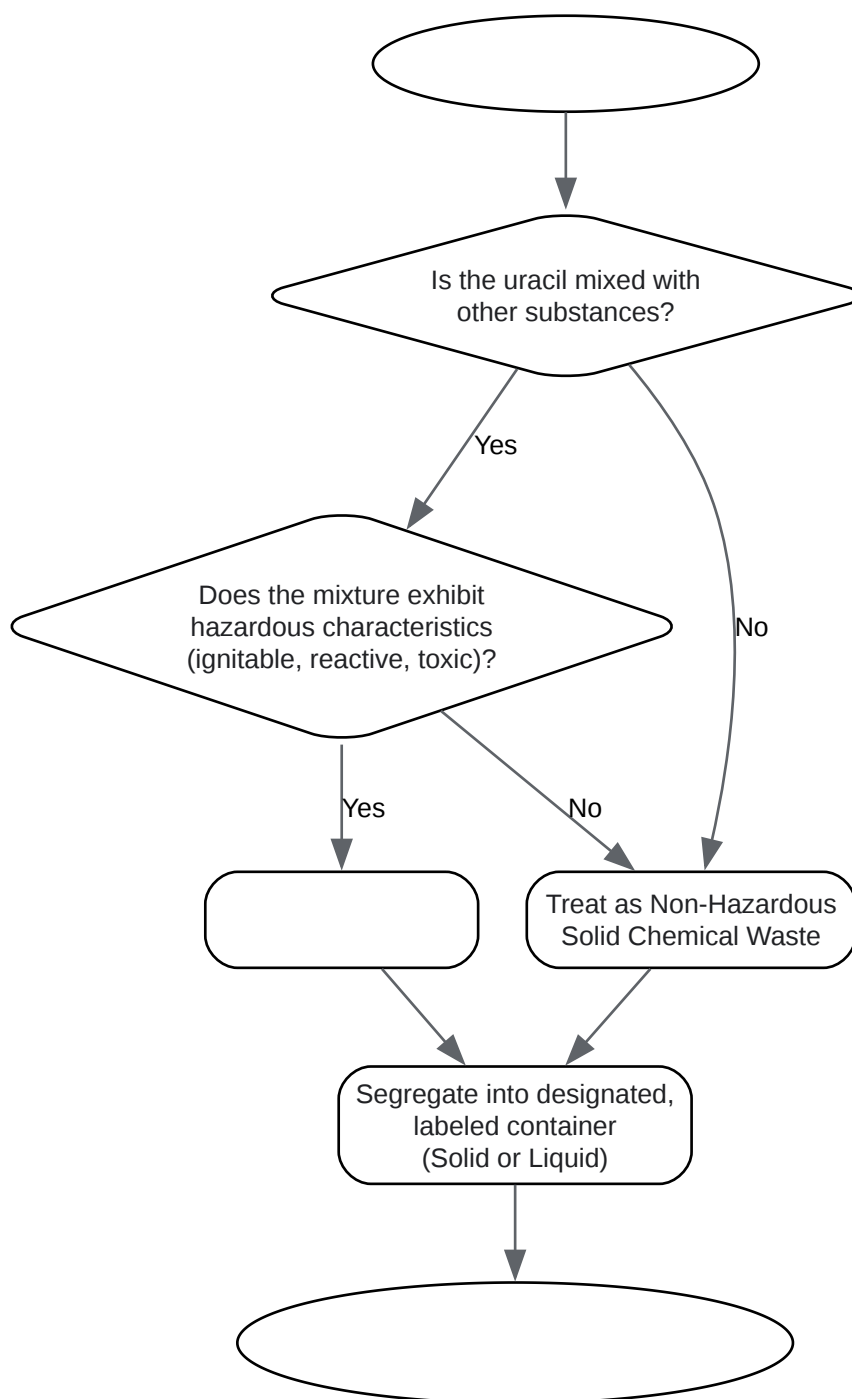 Is the uracil mixed with
other substances?
Yes
Does the mixture exhibit
hazardous characteristics
(ignitable, reactive, toxic)?
No
Yes
No
Treat as Non-Hazardous
Solid Chemical Waste
Segregate into designated,
labeled container
(Solid or Liquid)